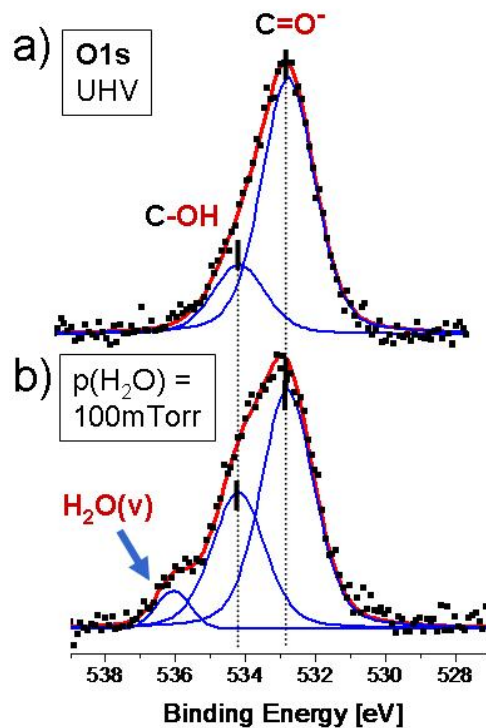 C=O⁻
a)
O1s
UHV
C-OH
b)
p(H₂O) =
100mTorr
H₂O(v)
538 536 534 532 530 528
Binding Energy [eV]